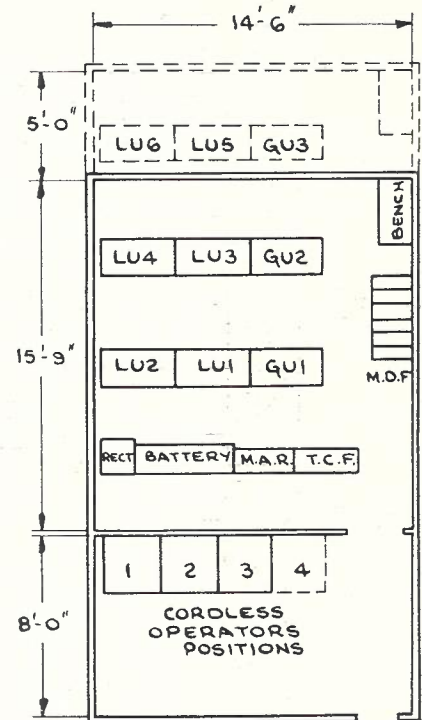 14'-6"
5'-0"
LU6 LU5 GU3
BENCH
LU4 LU3 GU2
15'-9"
M.D.F
LU2 LU1 GU1
RECT BATTERY M.A.R. T.C.F.
1 2 3 4
8'-0"
CORDLESS
OPERATORS
POSITIONS